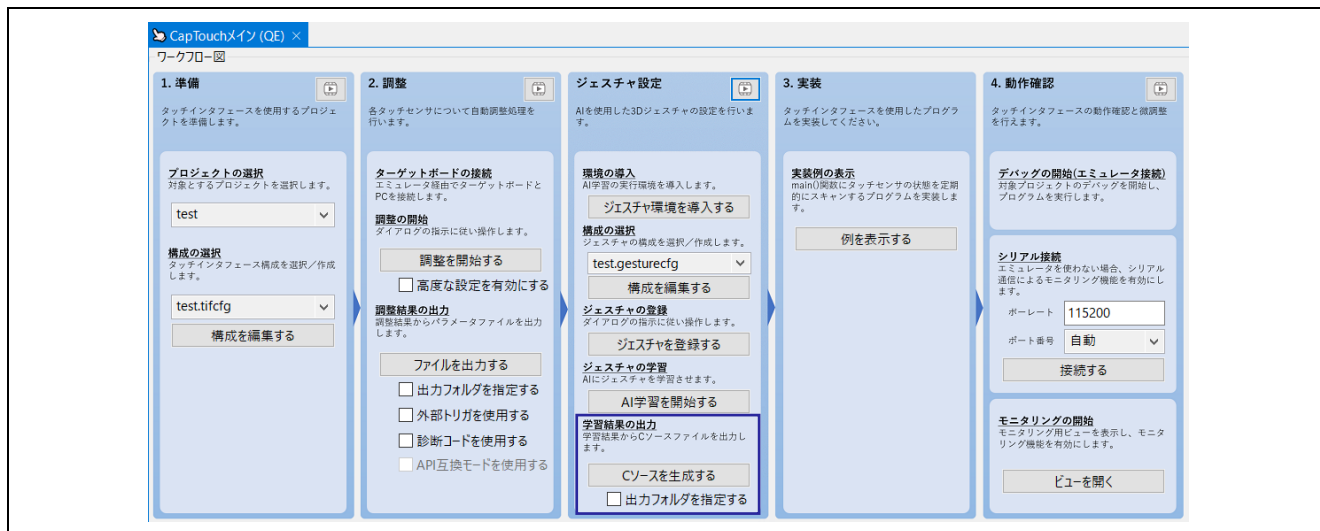 CapTouchメイン (QE) ×
ワークフロー図
1. 準備
タッチインタフェースを使用するプロジェ
クトを準備します。
プロジェクトの選択
対象とするプロジェクトを選択します。
test
構成の選択
タッチインタフェース構成を選択／作成
します。
test.tifcfg
構成を編集する
2. 調整
各タッチセンサについて自動調整処理を
行います。
ターゲットボードの接続
エミュレータ経由でターゲットボードと
PCを接続します。
調整の開始
ダイアログの指示に従い操作します。
調整を開始する
高度な設定を有効にする
調整結果の出力
調整結果からパラメータファイルを出力
します。
ファイルを出力する
出力フォルダを指定する
外部トリガを使用する
診断コードを使用する
API互換モードを使用する
ジェスチャ設定
AIを使用した3Dジェスチャの設定を行いま
す。
環境の導入
AI学習の実行環境を導入します。
ジェスチャ環境を導入する
構成の選択
ジェスチャの構成を選択／作成します。
test.gesturecfg
構成を編集する
ジェスチャの登録
ダイアログの指示に従い操作します。
ジェスチャを登録する
ジェスチャの学習
AIにジェスチャを学習させます。
AI学習を開始する
学習結果の出力
学習結果からCソースファイルを出力し
ます。
Cソースを生成する
出力フォルダを指定する
3. 実装
タッチインタフェースを使用したプログラ
ムを実装してください。
実装例の表示
main()関数にタッチセンサの状態を定期
的にスキャンするプログラムを実装しま
す。
例を表示する
4. 動作確認
タッチインタフェースの動作確認と微調整
を行えます。
デバッグの開始(エミュレータ接続)
対象プロジェクトのデバッグを開始し、
プログラムを実行します。
シリアル接続
エミュレータを使わない場合、シリアル
通信によるモニタリング機能を有効にし
ます。
ボーレート 115200
ポート番号 自動
接続する
モニタリングの開始
モニタリング用ビューを表示し、モニタ
リング機能を有効にします。
ビューを開く